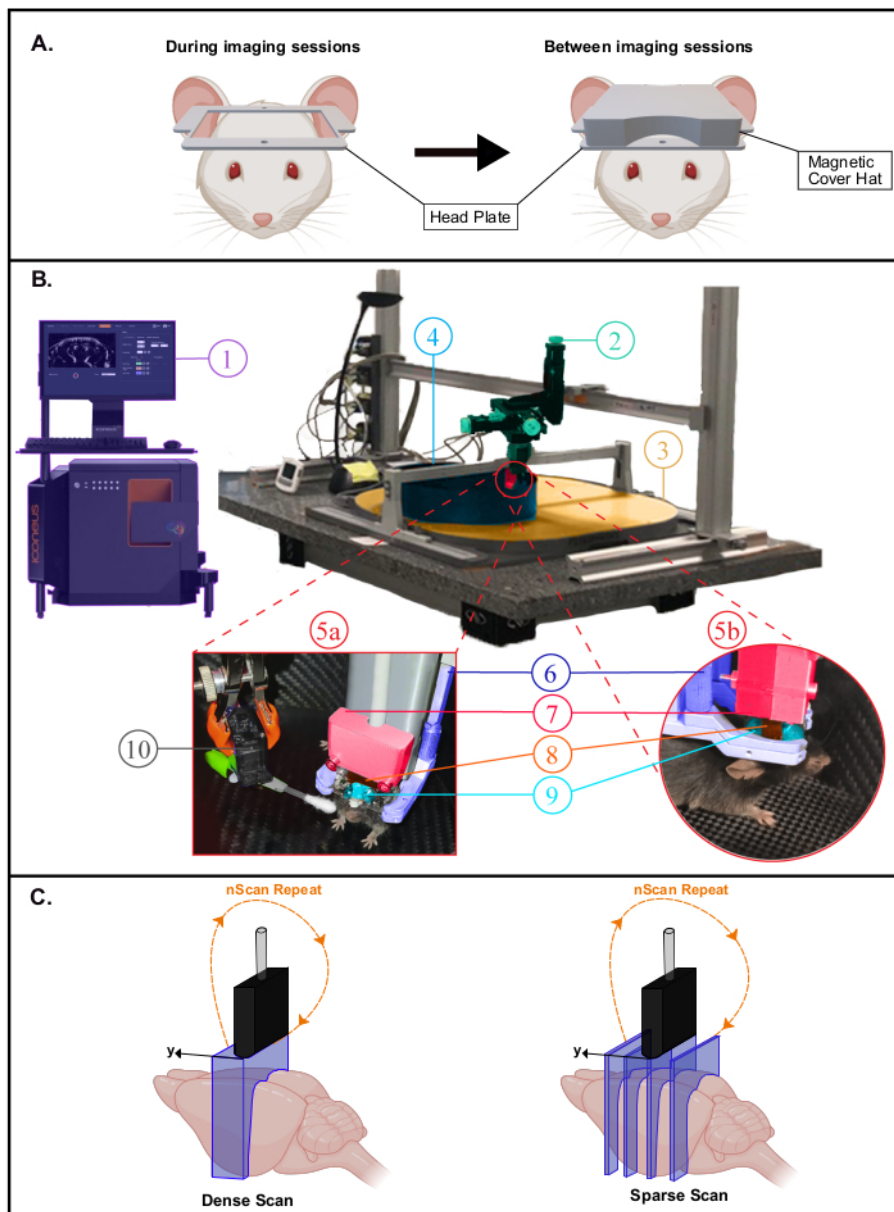 A.
During imaging sessions
Between imaging sessions
Head Plate
Magnetic
Cover Hat
B.
1
2
3
4
iconeus
5a
5b
6
7
8
9
10
C.
nScan Repeat
nScan Repeat
y
y
Dense Scan
Sparse Scan